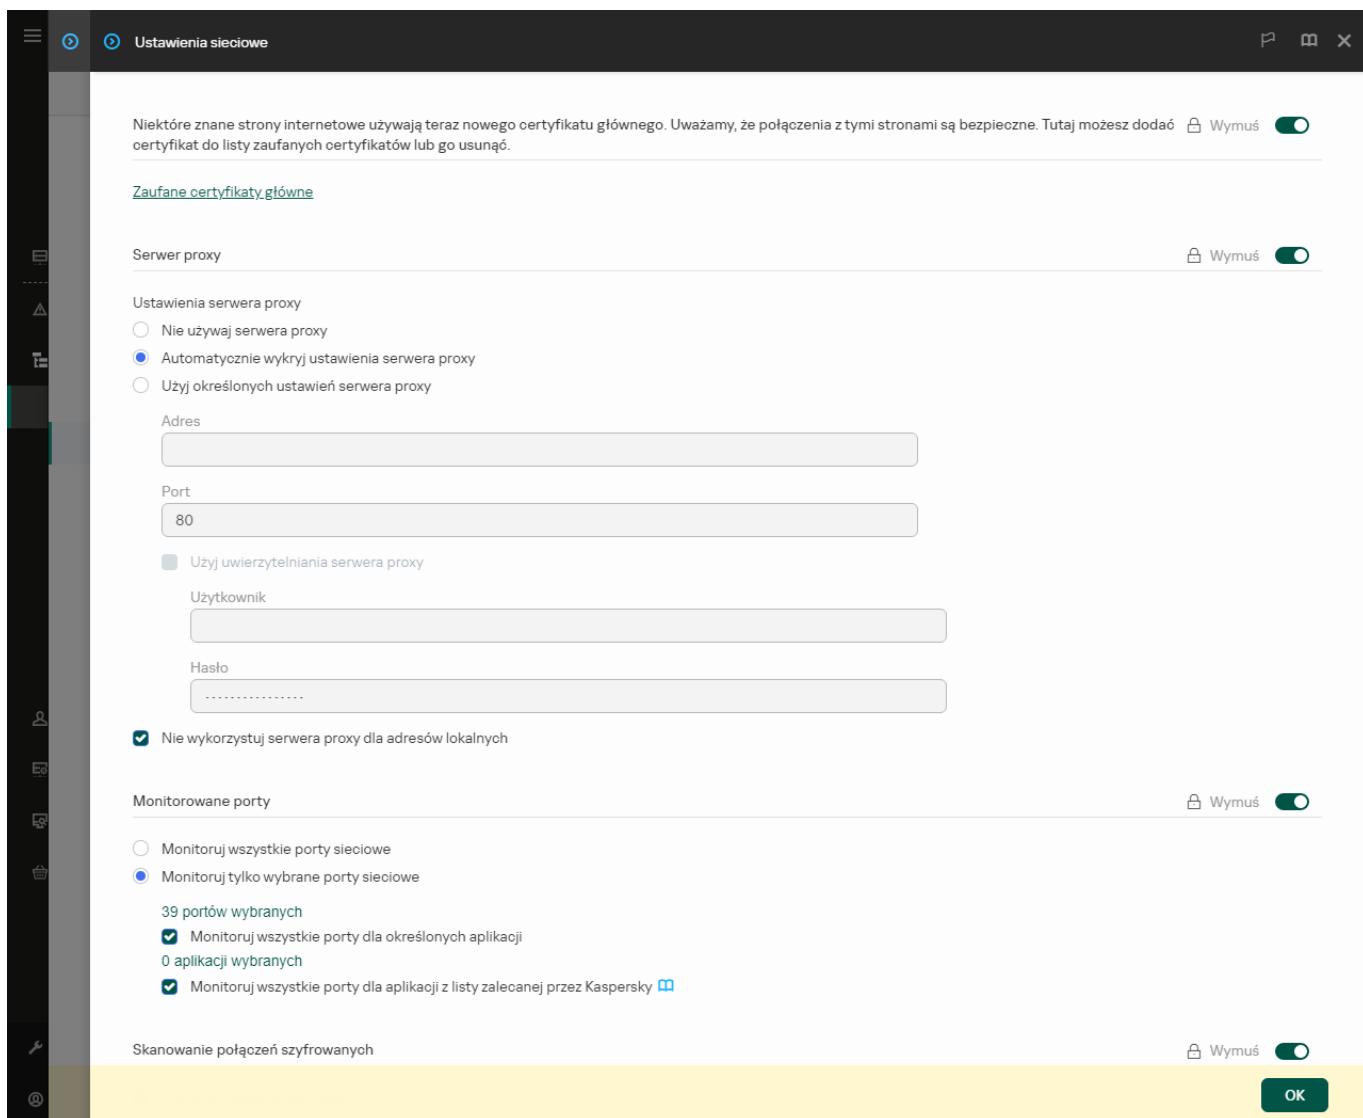 Ustawienia sieciowe
Niektóre znane strony internetowe używają teraz nowego certyfikatu głównego. Uważamy, że połączenia z tymi stronami są bezpieczne. Tutaj możesz dodać
certyfikat do listy zaufanych certyfikatów lub go usunąć.
Wymuś
Zaufane certyfikaty główne
Serwer proxy
Wymuś
Ustawienia serwera proxy
Nie używaj serwera proxy
Automatycznie wykryj ustawienia serwera proxy
Użyj określonych ustawień serwera proxy
Adres
Port
80
Użyj uwierzytelniania serwera proxy
Użytkownik
Hasło
Nie wykorzystuj serwera proxy dla adresów lokalnych
Monitorowane porty
Wymuś
Monitoruj wszystkie porty sieciowe
Monitoruj tylko wybrane porty sieciowe
39 portów wybranych
Monitoruj wszystkie porty dla określonych aplikacji
0 aplikacji wybranych
Monitoruj wszystkie porty dla aplikacji z listy zalecanej przez Kaspersky
Skanowanie połączeń szyfrowanych
Wymuś
OK